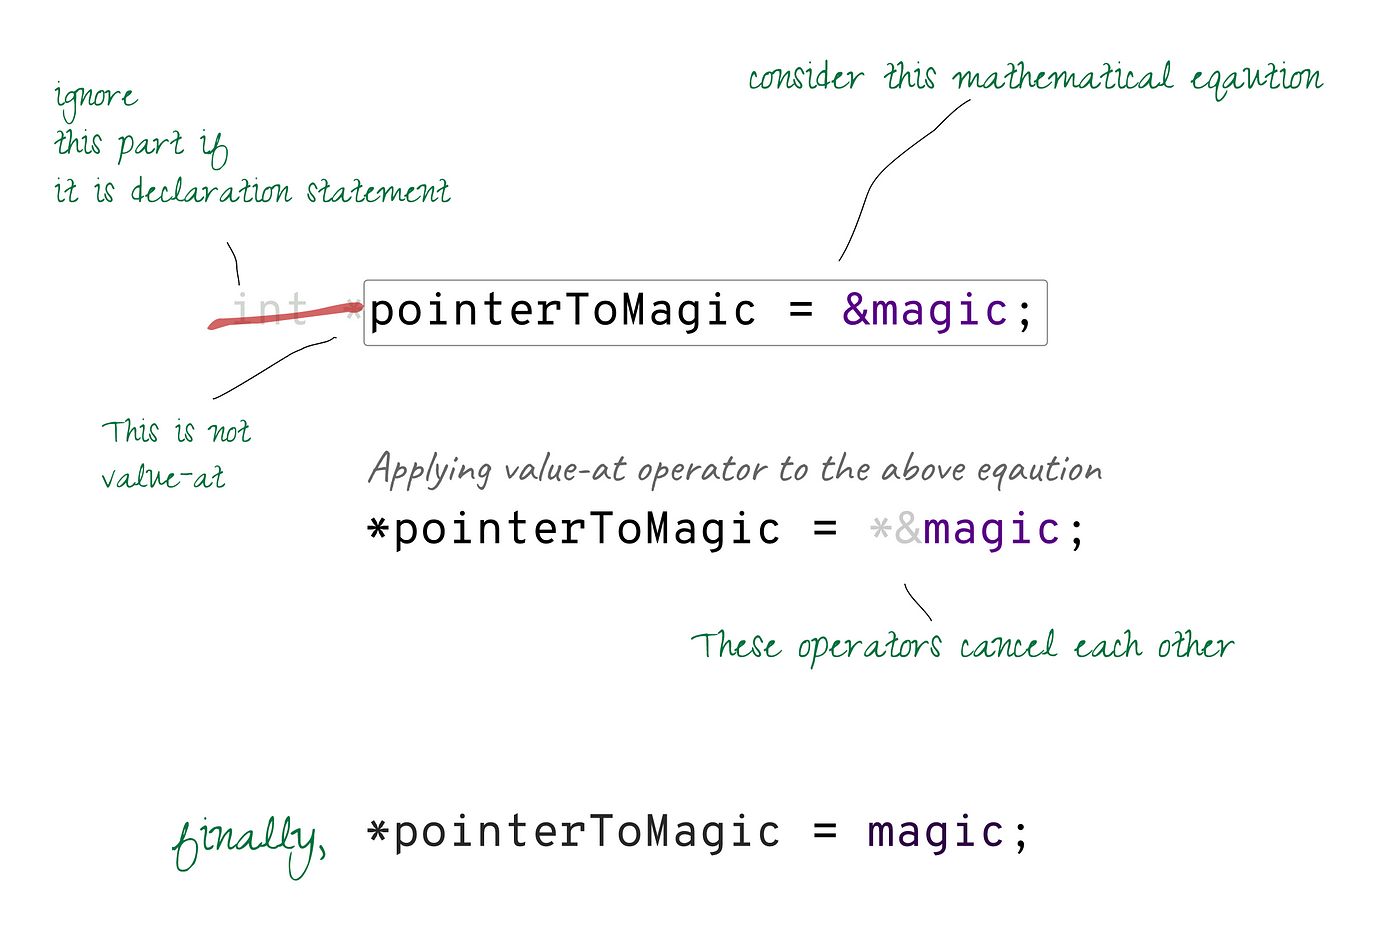 consider this mathematical eqaution
ignore
this part if
it is declaration statement
int *pointerToMagic = &magic;
This is not
value-at
Applying value-at operator to the above eqaution
*pointerToMagic = *&magic;
These operators cancel each other
finally, *pointerToMagic = magic;